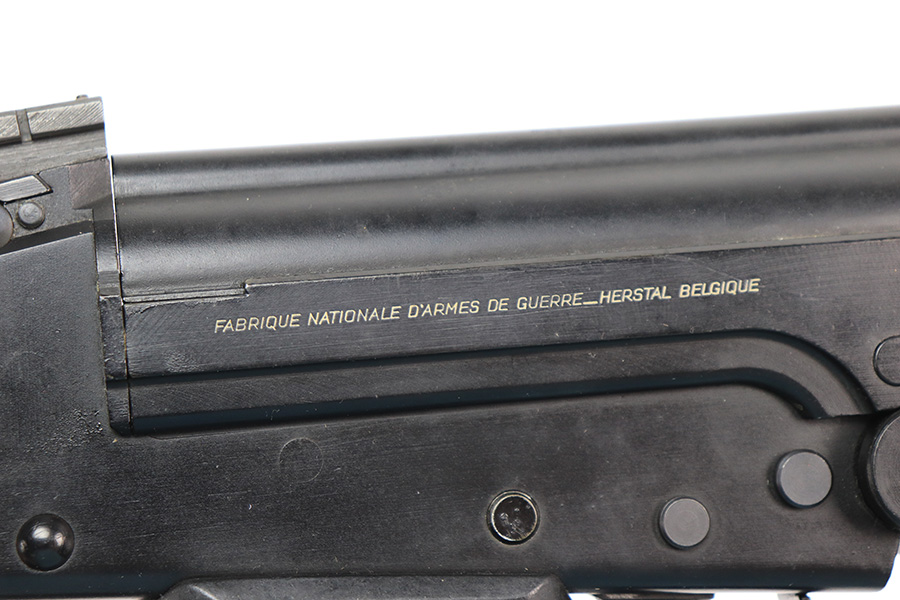 FABRIQUE NATIONALE D'ARMES DE GUERRE_HERSTAL BELGIQUE